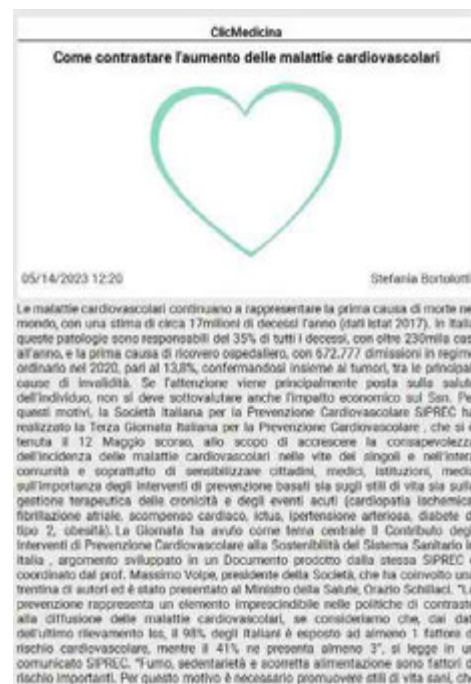 ClicMedicina
Come contrastare l'aumento delle malattie cardiovascolari
05/14/2023 12:20
Stefania Bortolotti
Le malattie cardiovascolari continuano a rappresentare la prima causa di morte nel
mondo, con una stima di circa 17milioni di decessi l'anno (dati Istat 2017). In Italia
queste patologie sono responsabili del 35% di tutti i decessi, con oltre 230mila casi
all'anno, e la prima causa di ricovero ospedaliero, con 672.777 dimissioni in regime
ordinario nel 2020, pari al 13,8%, confermandosi insieme ai tumori, tra le principali
cause di invalidità. Se l'attenzione viene principalmente posta sulla salute
dell'individuo, non si deve sottovalutare anche l'impatto economico sul Ssn. Per
questi motivi, la Società Italiana per la Prevenzione Cardiovascolare SIPREC ha
realizzato la Terza Giornata Italiana per la Prevenzione Cardiovascolare , che si è
tenuta il 12 Maggio scorso, allo scopo di accrescere la consapevolezza
dell'incidenza delle malattie cardiovascolari nelle vite dei singoli e nell'intera
comunità e soprattutto di sensibilizzare cittadini, medici, istituzioni, media
sull'importanza degli interventi di prevenzione basati sia sugli stili di vita sia sulla
gestione terapeutica delle cronicità e degli eventi acuti (cardiopatia ischemica,
fibrillazione atriale, scompenso cardiaco, ictus, ipertensione arteriosa, diabete di
tipo 2, obesità). La Giornata ha avuto come tema centrale Il Contributo degli
Interventi di Prevenzione Cardiovascolare alla Sostenibilità del Sistema Sanitario in
Italia , argomento sviluppato in un Documento prodotto dalla stessa SIPREC e
coordinato dal prof. Massimo Volpe, presidente della Società, che ha coinvolto una
trentina di autori ed è stato presentato al Ministro della Salute, Orazio Schillaci. "La
prevenzione rappresenta un elemento imprescindibile nelle politiche di contrasto
alla diffusione delle malattie cardiovascolari, se consideriamo che, dai dati
dell'ultimo rilevamento Iss, il 98% degli italiani è esposto ad almeno 1 fattore di
rischio cardiovascolare, mentre il 41% ne presenta almeno 3", si legge in un
comunicato SIPREC. "Fumo, sedentarietà e scorretta alimentazione sono fattori di
rischio importanti. Per questo motivo è necessario promuovere stili di vita sani, che